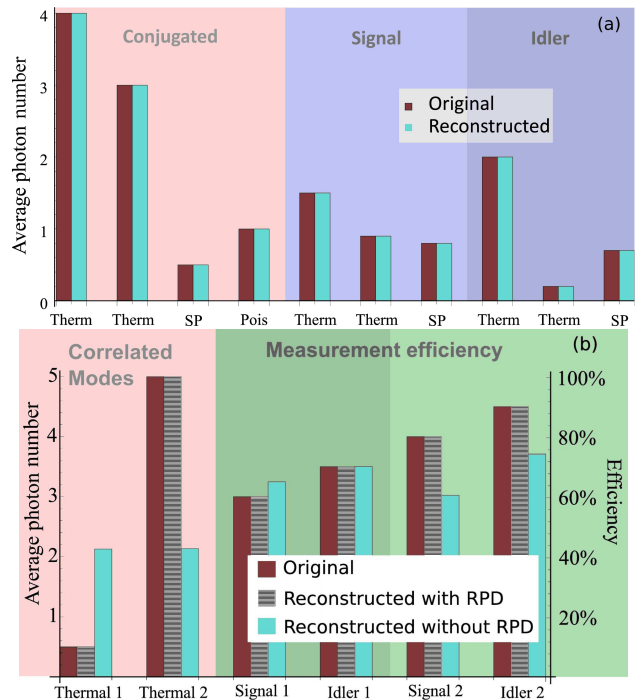 (a)
Conjugated Signal Idler
Average photon number
4
3
2
1
0
Original
Reconstructed
Therm Therm SP Pois Therm Therm SP Therm Therm SP
(b)
Correlated
Modes
Measurement efficiency
Average photon number
5
4
3
2
1
100%
80%
60%
40%
20%
Efficiency
Original
Reconstructed with RPD
Reconstructed without RPD
Thermal 1 Thermal 2 Signal 1 Idler 1 Signal 2 Idler 2